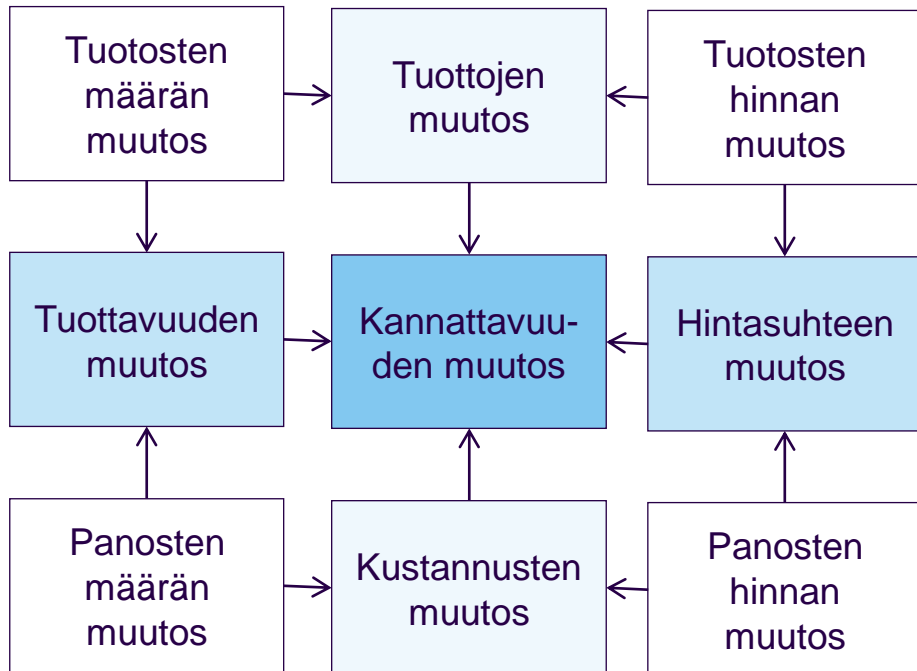 Tuotosten
määrän
muutos
Tuottojen
muutos
Tuotosten
hinnan
muutos
Tuottavuuden
muutos
Kannattavuu-
den muutos
Hintasuhteen
muutos
Panosten
määrän
muutos
Kustannusten
muutos
Panosten
hinnan
muutos